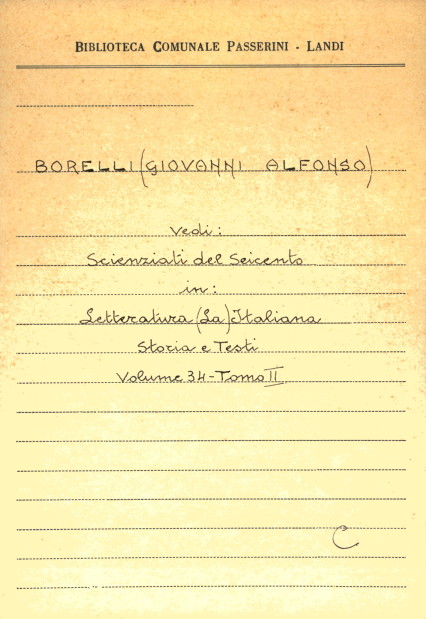 BIBLIOTECA COMUNALE PASSERINI - LANDI
BORELLI (GIOVANNI ALFONSO)
Vedi:
Scienziati del Seicento
in:
Letteratura (La) Italiana
Storia e Testi
Volume 34 - Tomo II
C